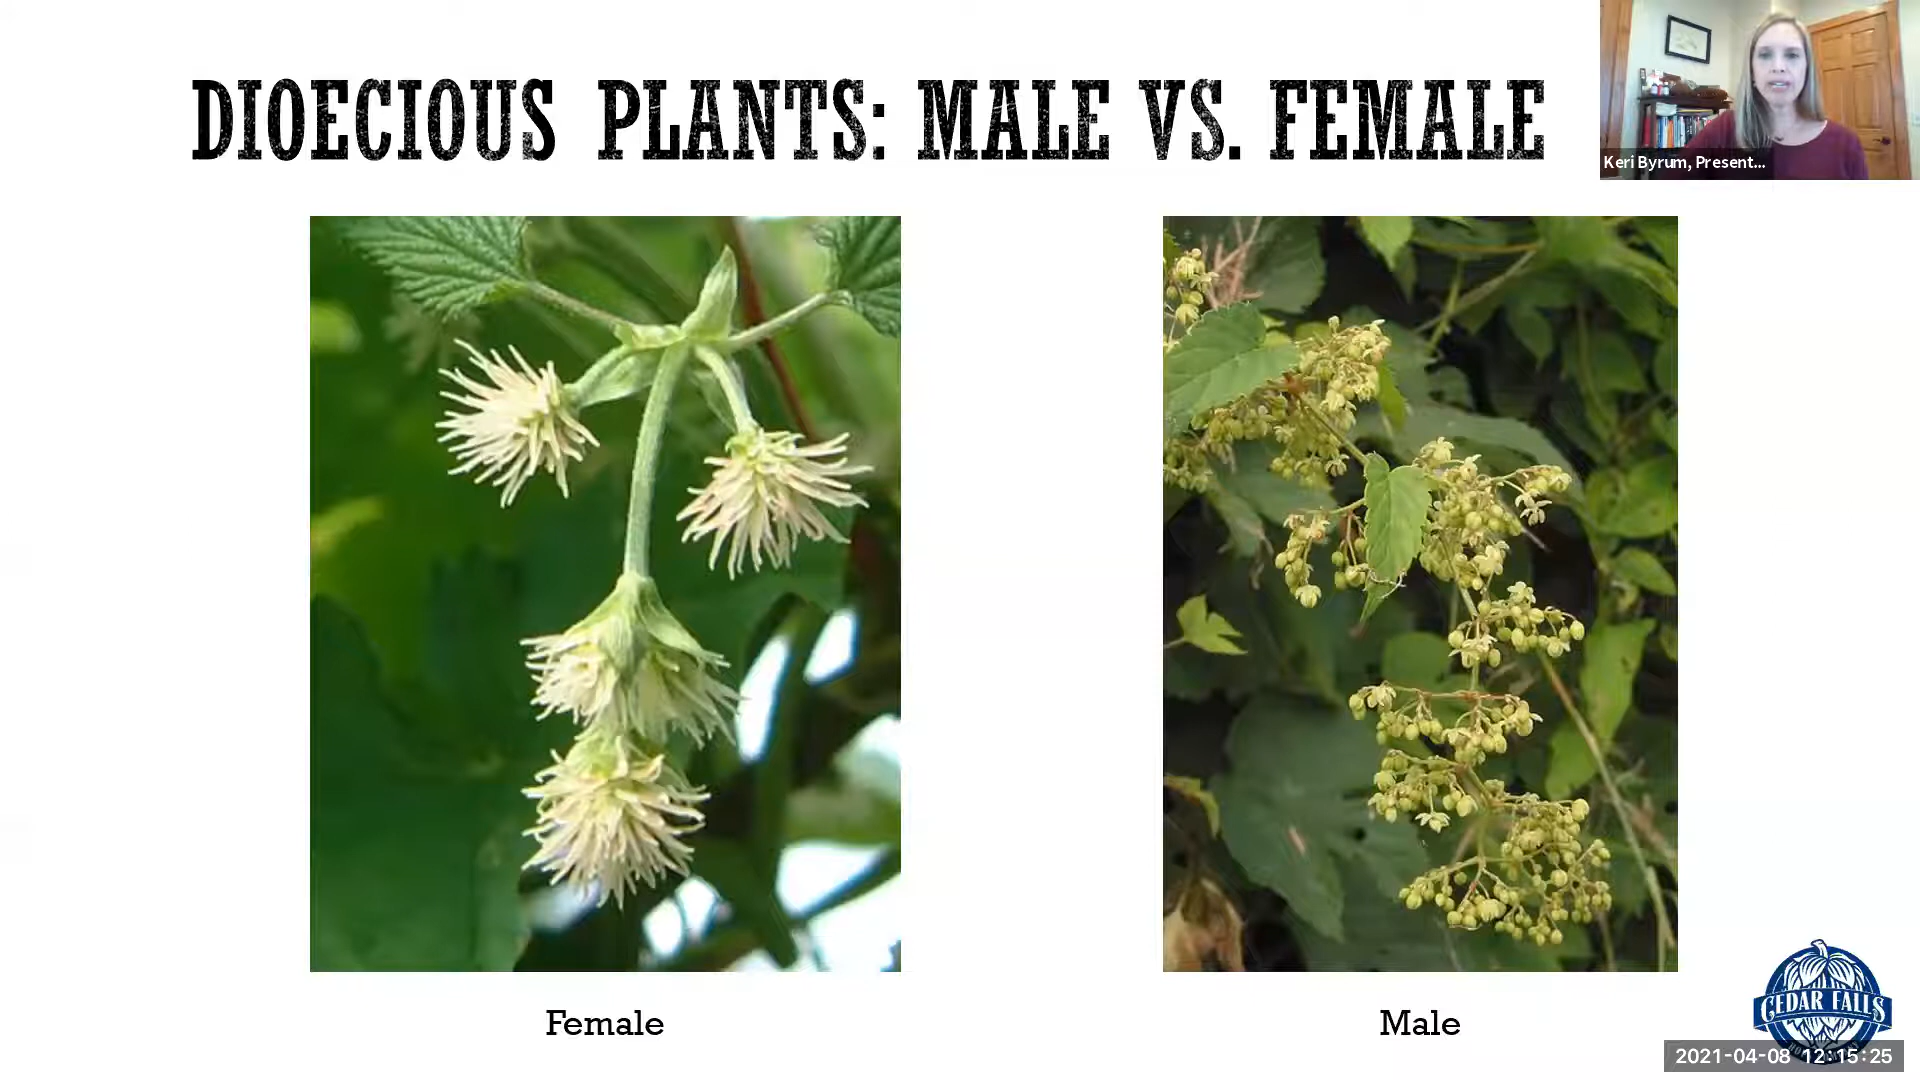 DIOECIOUS PLANTS: MALE VS. FEMALE
Keri Byrum, Present...
Female
Male
CEDAR FALLS
2021-04-08 12:15:25